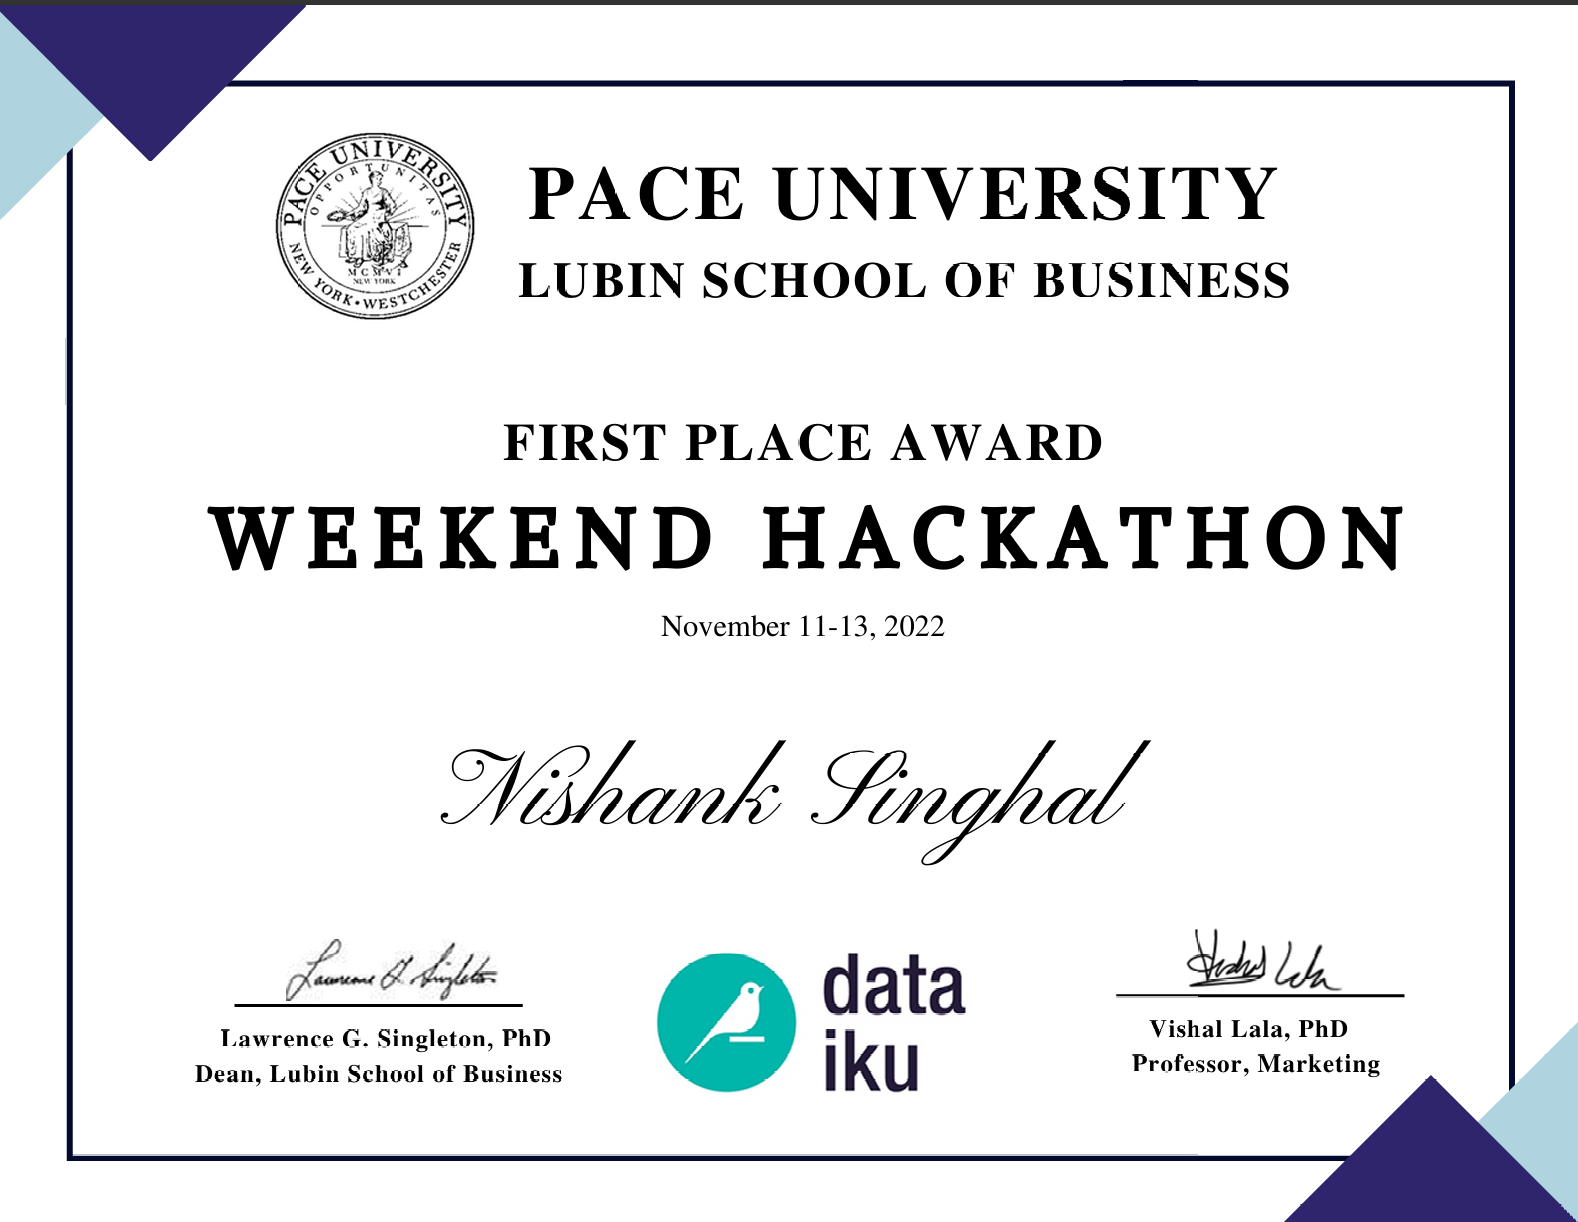 PACE UNIVERSITY
OPPORTUNITAS
MCMVI
NEW YORK
NEW YORK • WESTCHESTER
PACE UNIVERSITY
LUBIN SCHOOL OF BUSINESS
FIRST PLACE AWARD
WEEKEND HACKATHON
November 11-13, 2022
Nishank Singhal
Lawrence G. Singleton
Lawrence G. Singleton, PhD
Dean, Lubin School of Business
data
iku
Vishal Lala
Vishal Lala, PhD
Professor, Marketing